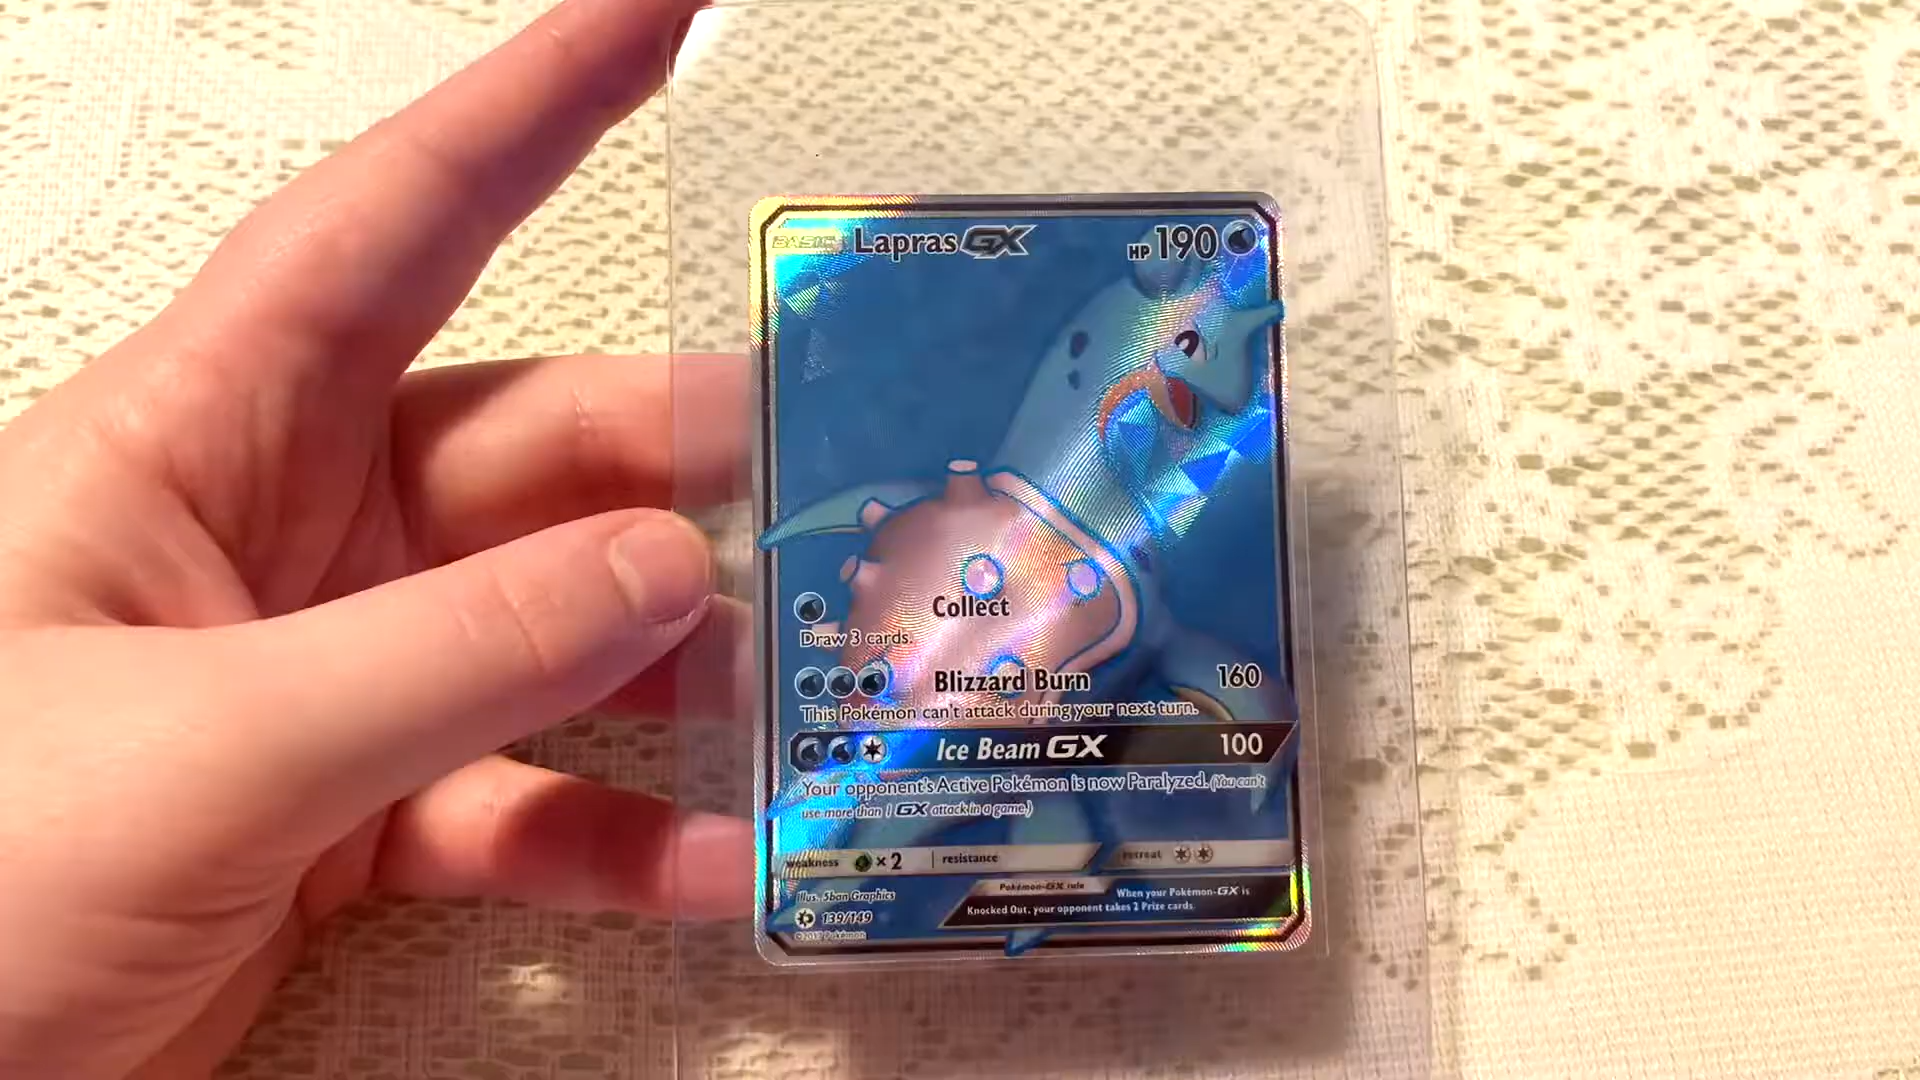 BASIC Lapras GX HP 190
Collect
Draw 3 cards.
Blizzard Burn 160
This Pokémon can't attack during your next turn.
Ice Beam GX 100
Your opponent's Active Pokémon is now Paralyzed. (You can't
use more than 1 GX attack in a game.)
weakness ×2 resistance retreat
Illus. 5ban Graphics
139/149
©2017 Pokémon
Pokémon-GX rule
When your Pokémon-GX is
Knocked Out, your opponent takes 2 Prize cards.